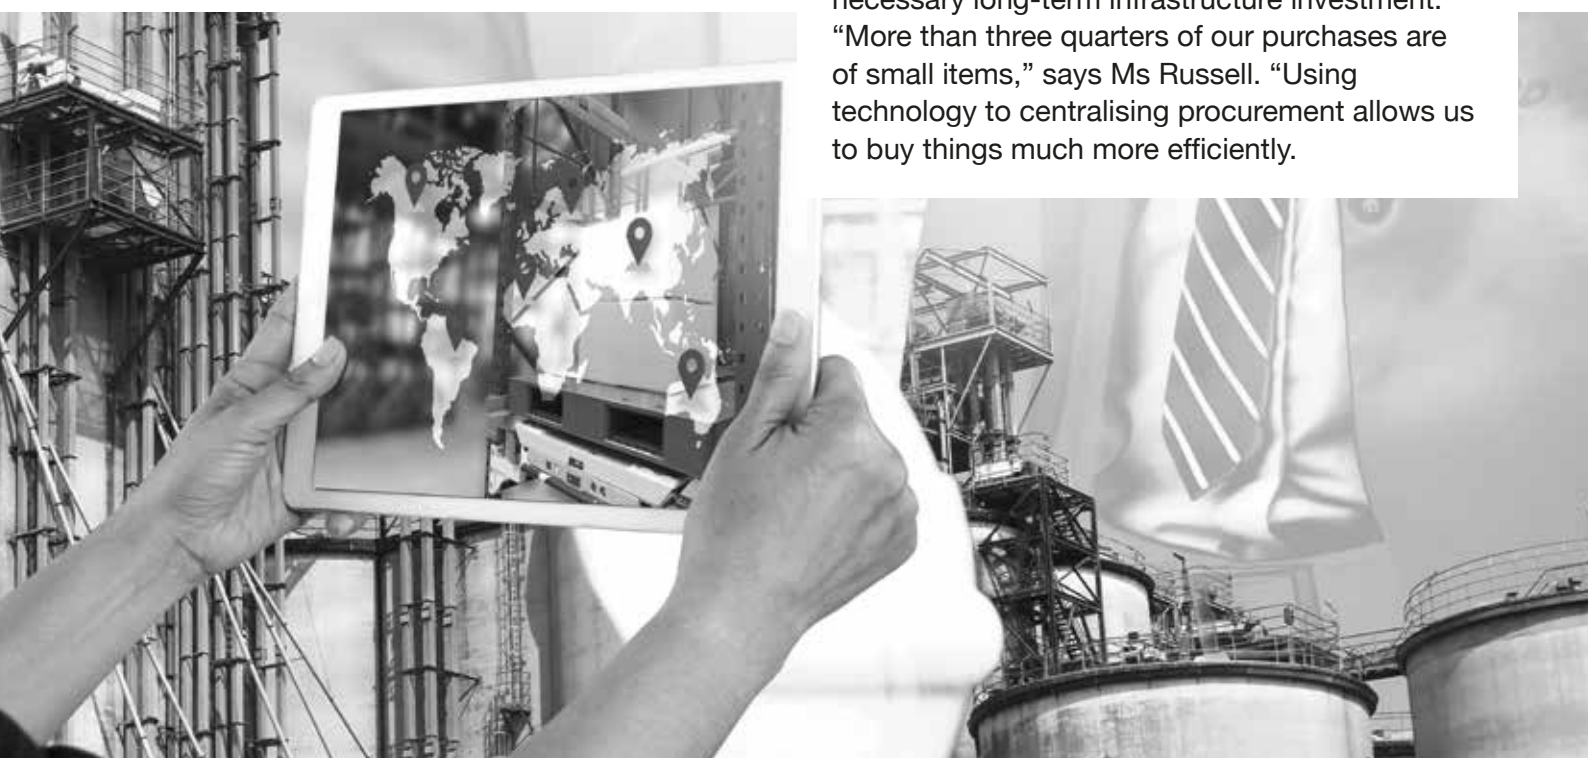 necessary long-term infrastructure investment.
“More than three quarters of our purchases are
of small items,” says Ms Russell. “Using
technology to centralising procurement allows us
to buy things much more efficiently.